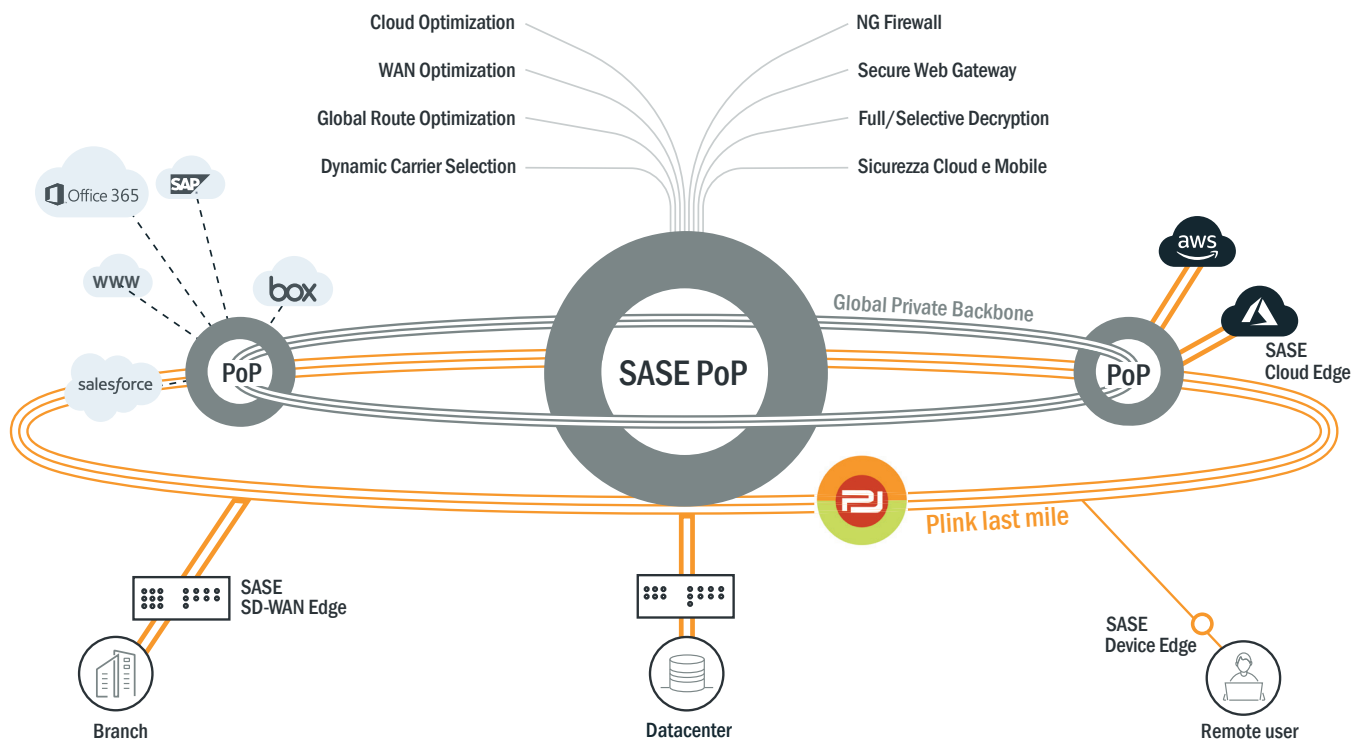 Cloud Optimization
WAN Optimization
Global Route Optimization
Dynamic Carrier Selection
NG Firewall
Secure Web Gateway
Full/Selective Decryption
Sicurezza Cloud e Mobile
Office 365
SAP
www
box
salesforce
PoP
SASE PoP
Global Private Backbone
PoP
aws
SASE
Cloud Edge
Plink last mile
SASE
SD-WAN Edge
SASE
Device Edge
Branch
Datacenter
Remote user